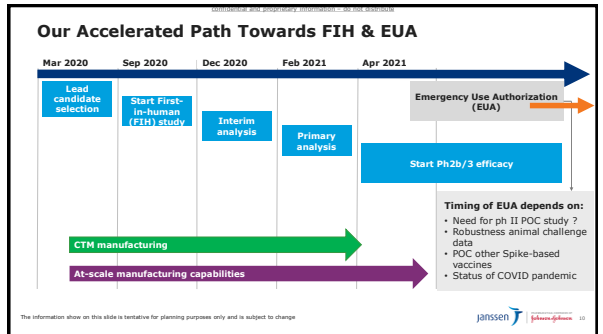 confidential and proprietary information – do not distribute
Our Accelerated Path Towards FIH & EUA
Mar 2020 Sep 2020 Dec 2020 Feb 2021 Apr 2021
Lead
candidate
selection
Start First-
in-human
(FIH) study
Interim
analysis
Primary
analysis
Emergency Use Authorization
(EUA)
Start Ph2b/3 efficacy
Timing of EUA depends on:
• Need for ph II POC study ?
• Robustness animal challenge
data
• POC other Spike-based
vaccines
• Status of COVID pandemic
CTM manufacturing
At-scale manufacturing capabilities
The information show on this slide is tentative for planning purposes only and is subject to change
janssen
Johnson&Johnson
10